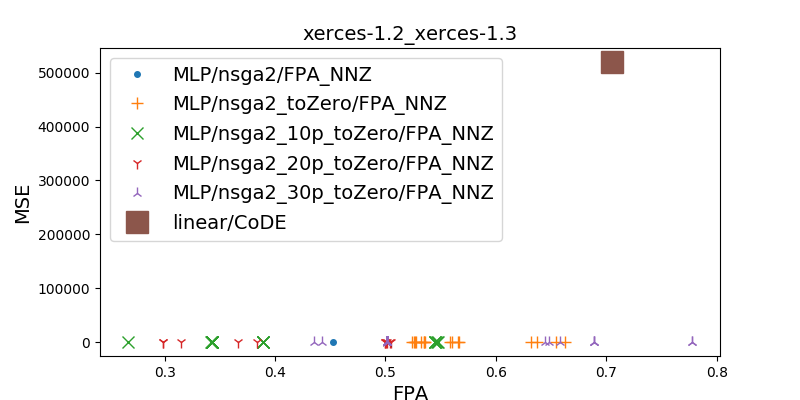 xerces-1.2_xerces-1.3
MLP/nsga2/FPA_NNZ
MLP/nsga2_toZero/FPA_NNZ
MLP/nsga2_10p_toZero/FPA_NNZ
MLP/nsga2_20p_toZero/FPA_NNZ
MLP/nsga2_30p_toZero/FPA_NNZ
linear/CoDE
MSE
500000
400000
300000
200000
100000
0
0.3 0.4 0.5 0.6 0.7 0.8
FPA